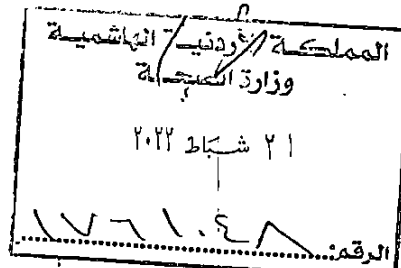 المملكة الأردنية الهاشمية
وزارة الصحة
٢١ شباط ٢٠٢٢
الرقم: ١٧٦١٠٤٨